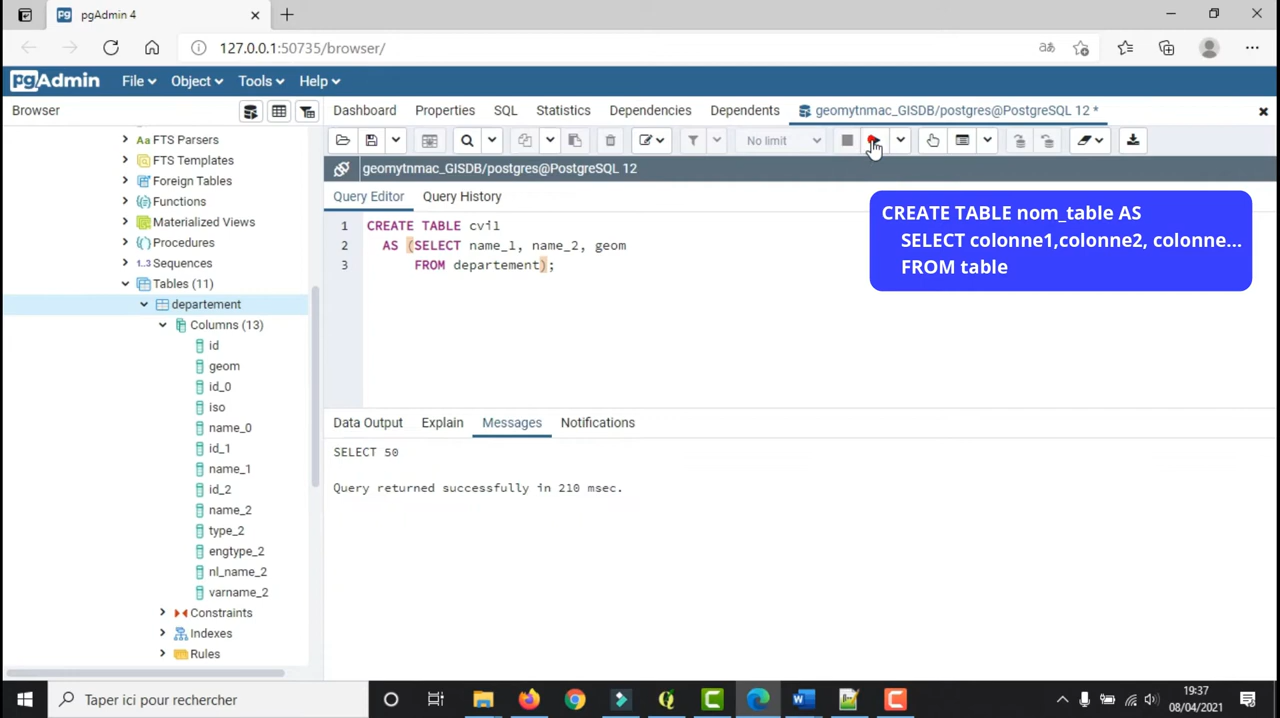 pgAdmin 4
127.0.0.1:50735/browser/
pgAdmin File Object Tools Help
Browser
Dashboard Properties SQL Statistics Dependencies Dependents geomytnmac_GISDB/postgres@PostgreSQL 12 *
No limit
geomytnmac_GISDB/postgres@PostgreSQL 12
Query Editor Query History
1 CREATE TABLE cvil
2 AS (SELECT name_1, name_2, geom
3 FROM departement);
CREATE TABLE nom_table AS
SELECT colonne1,colonne2, colonne...
FROM table
FTS Parsers
FTS Templates
Foreign Tables
Functions
Materialized Views
Procedures
1..3 Sequences
Tables (11)
departement
Columns (13)
id
geom
id_0
iso
name_0
id_1
name_1
id_2
name_2
type_2
engtype_2
nl_name_2
varname_2
Constraints
Indexes
Rules
Data Output Explain Messages Notifications
SELECT 50
Query returned successfully in 210 msec.
Taper ici pour rechercher
19:37
08/04/2021